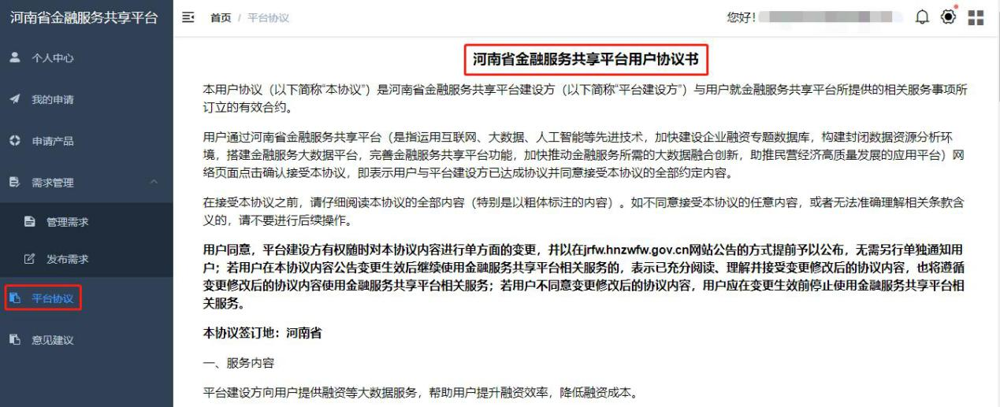 河南省金融服务共享平台
首页 / 平台协议
您好!
个人中心
我的申请
申请产品
需求管理
管理需求
发布需求
平台协议
意见建议
河南省金融服务共享平台用户协议书
本用户协议（以下简称“本协议”）是河南省金融服务共享平台建设方（以下简称“平台建设方”）与用户就金融服务共享平台所提供的相关服务事项所
订立的有效合约。
用户通过河南省金融服务共享平台（是指运用互联网、大数据、人工智能等先进技术，加快建设企业融资专题数据库，构建封闭数据资源分析环
境，搭建金融服务大数据平台，完善金融服务共享平台功能，加快推动金融服务所需的大数据融合创新，助推民营经济高质量发展的应用平台）网
络页面点击确认接受本协议，即表示用户与平台建设方已达成协议并同意接受本协议的全部约定内容。
在接受本协议之前，请仔细阅读本协议的全部内容（特别是以粗体标注的内容）。如不同意接受本协议的任意内容，或者无法准确理解相关条款含
义的，请不要进行后续操作。
用户同意，平台建设方有权随时对本协议内容进行单方面的变更，并以在jrfw.hnzwfw.gov.cn网站公告的方式提前予以公布，无需另行单独通知用
户；若用户在本协议内容公告变更生效后继续使用金融服务共享平台相关服务的，表示已充分阅读、理解并接受变更修改后的协议内容，也将遵循
变更修改后的协议内容使用金融服务共享平台相关服务；若用户不同意变更修改后的协议内容，用户应在变更生效前停止使用金融服务共享平台相
关服务。
本协议签订地：河南省
一、服务内容
平台建设方向用户提供融资等大数据服务，帮助用户提升融资效率，降低融资成本。